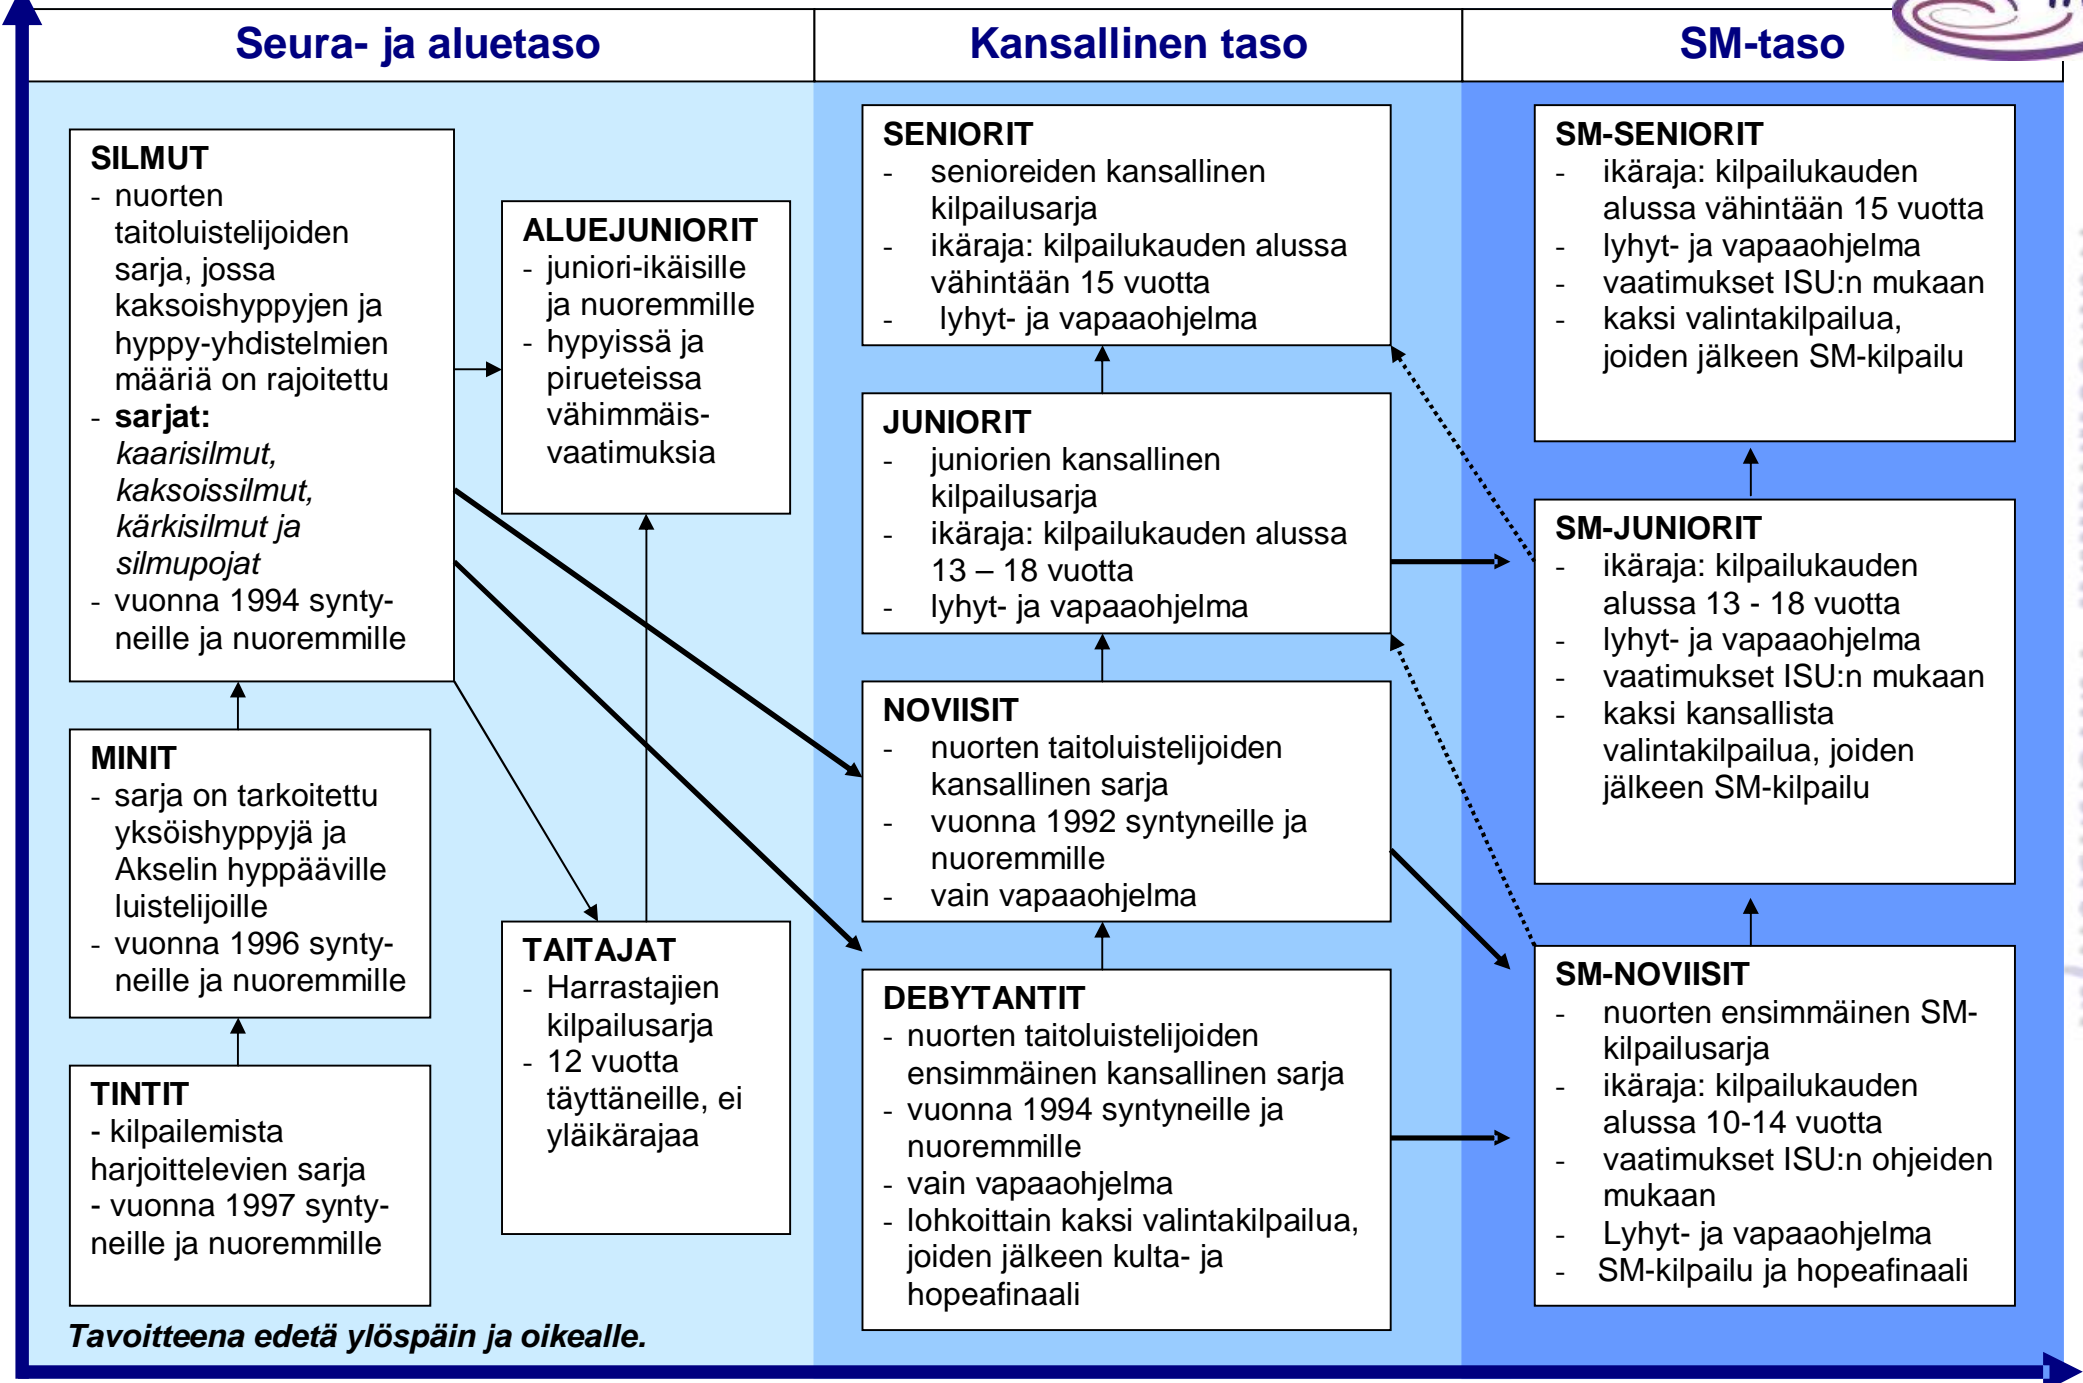 Seura- ja aluetaso
Kansallinen taso
SM-taso
SILMUT
- nuorten
taitoluistelijoiden
sarja, jossa
kaksoishyppyjen ja
hyppy-yhdistelmien
määriä on rajoitettu
- sarjat:
kaarisilmut,
kaksoissilmut,
kärkisilmut ja
silmupojat
- vuonna 1994 synty-
neille ja nuoremmille
MINIT
- sarja on tarkoitettu
yksöishyppyjä ja
Akselin hyppääville
luistelijoille
- vuonna 1996 synty-
neille ja nuoremmille
TINTIT
- kilpailemista
harjoittelevien sarja
- vuonna 1997 synty-
neille ja nuoremmille
ALUEJUNIORIT
- juniori-ikäisille
ja nuoremmille
- hypyissä ja
pirueteissa
vähimmäis-
vaatimuksia
TAITAJAT
- Harrastajien
kilpailusarja
- 12 vuotta
täyttäneille, ei
yläikärajaa
SENIORIT
- senioreiden kansallinen
kilpailusarja
- ikäraja: kilpailukauden alussa
vähintään 15 vuotta
- lyhyt- ja vapaaohjelma
JUNIORIT
- juniorien kansallinen
kilpailusarja
- ikäraja: kilpailukauden alussa
13 – 18 vuotta
- lyhyt- ja vapaaohjelma
NOVIISIT
- nuorten taitoluistelijoiden
kansallinen sarja
- vuonna 1992 syntyneille ja
nuoremmille
- vain vapaaohjelma
DEBYTANTIT
- nuorten taitoluistelijoiden
ensimmäinen kansallinen sarja
- vuonna 1994 syntyneille ja
nuoremmille
- vain vapaaohjelma
- lohkoittain kaksi valintakilpailua,
joiden jälkeen kulta- ja
hopeafinaali
SM-SENIORIT
- ikäraja: kilpailukauden
alussa vähintään 15 vuotta
- lyhyt- ja vapaaohjelma
- vaatimukset ISU:n mukaan
- kaksi valintakilpailua,
joiden jälkeen SM-kilpailu
SM-JUNIORIT
- ikäraja: kilpailukauden
alussa 13 - 18 vuotta
- lyhyt- ja vapaaohjelma
- vaatimukset ISU:n mukaan
- kaksi kansallista
valintakilpailua, joiden
jälkeen SM-kilpailu
SM-NOVIISIT
- nuorten ensimmäinen SM-
kilpailusarja
- ikäraja: kilpailukauden
alussa 10-14 vuotta
- vaatimukset ISU:n ohjeiden
mukaan
- Lyhyt- ja vapaaohjelma
- SM-kilpailu ja hopeafinaali
Tavoitteena edetä ylöspäin ja oikealle.